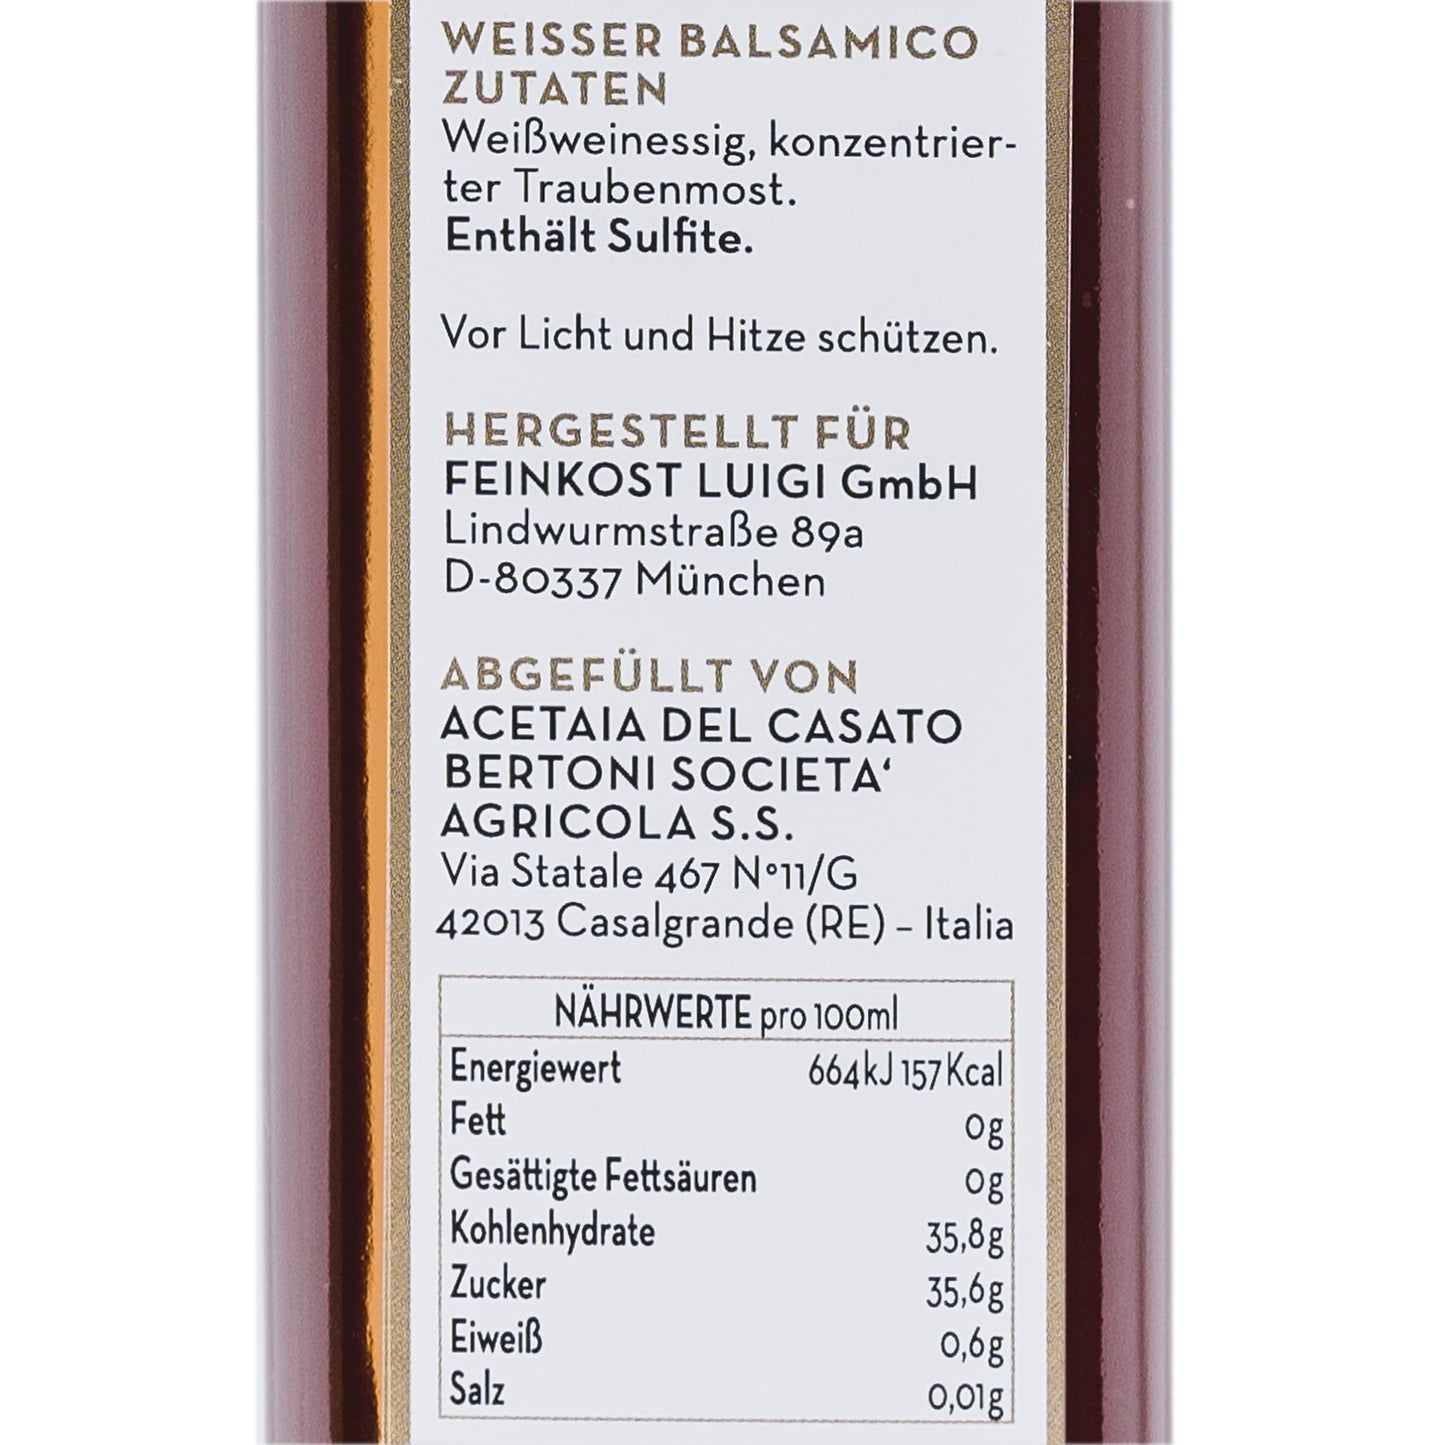 WEISSER BALSAMICO
ZUTATEN
Weißweinessig, konzentrier-
ter Traubenmost.
Enthält Sulfite.
Vor Licht und Hitze schützen.
HERGESTELLT FÜR
FEINKOST LUIGI GmbH
Lindwurmstraße 89a
D-80337 München
ABGEFÜLLT VON
ACETAIA DEL CASATO
BERTONI SOCIETA‘
AGRICOLA S.S.
Via Statale 467 N°11/G
42013 Casalgrande (RE) – Italia
NÄHRWERTE pro 100ml
Energiewert 664kJ 157Kcal
Fett 0g
Gesättigte Fettsäuren 0g
Kohlenhydrate 35,8g
Zucker 35,6g
Eiweiß 0,6g
Salz 0,01g